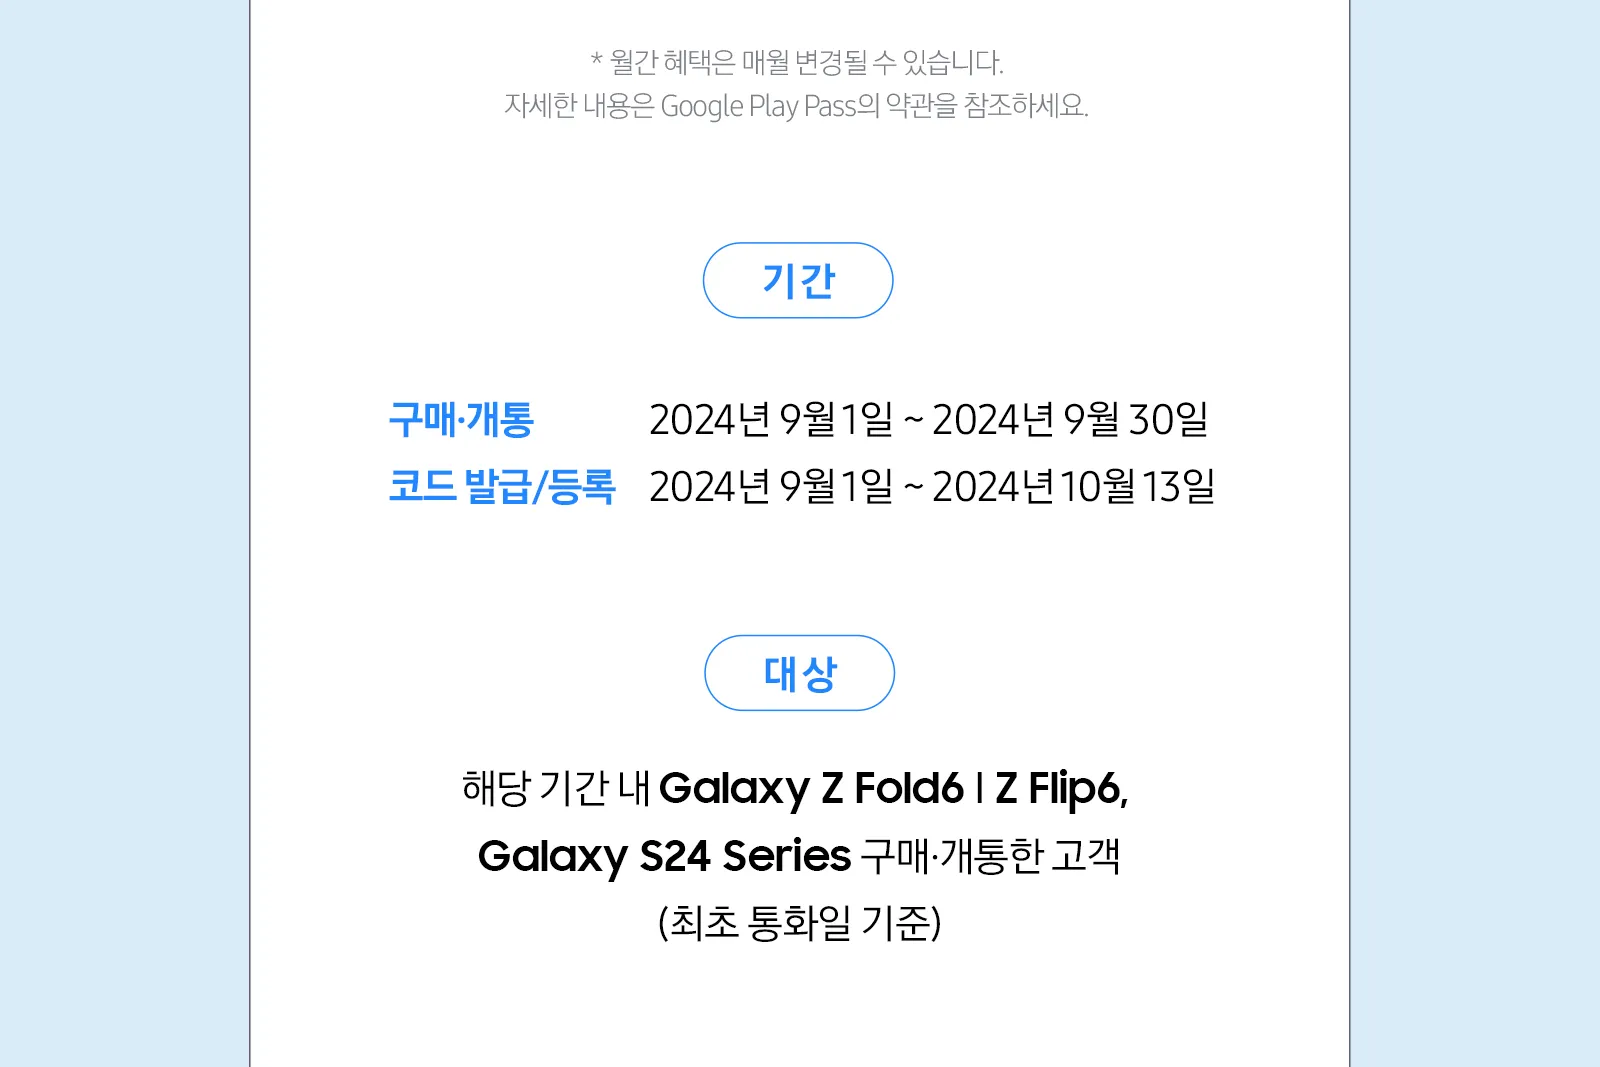 * 월간 혜택은 매월 변경될 수 있습니다.
자세한 내용은 Google Play Pass의 약관을 참조하세요.
기간
구매·개통 2024년 9월 1일 ~ 2024년 9월 30일
코드 발급/등록 2024년 9월 1일 ~ 2024년 10월 13일
대상
해당 기간 내 Galaxy Z Fold6 | Z Flip6,
Galaxy S24 Series 구매·개통한 고객
(최초 통화일 기준)